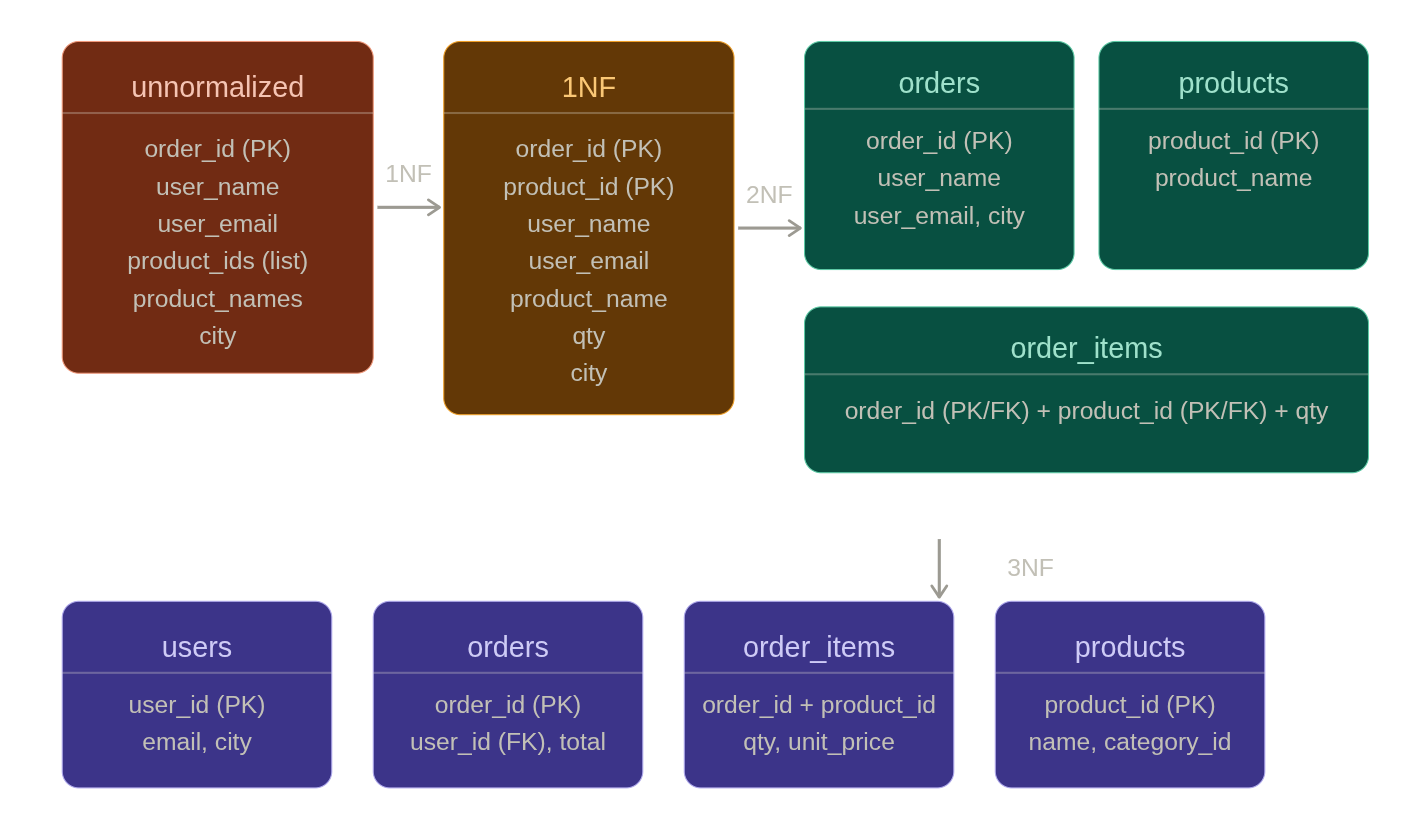 unnormalized
order_id (PK)
user_name
user_email
product_ids (list)
product_names
city
1NF
1NF
order_id (PK)
product_id (PK)
user_name
user_email
product_name
qty
city
2NF
orders
order_id (PK)
user_name
user_email, city
products
product_id (PK)
product_name
order_items
order_id (PK/FK) + product_id (PK/FK) + qty
3NF
users
user_id (PK)
email, city
orders
order_id (PK)
user_id (FK), total
order_items
order_id + product_id
qty, unit_price
products
product_id (PK)
name, category_id